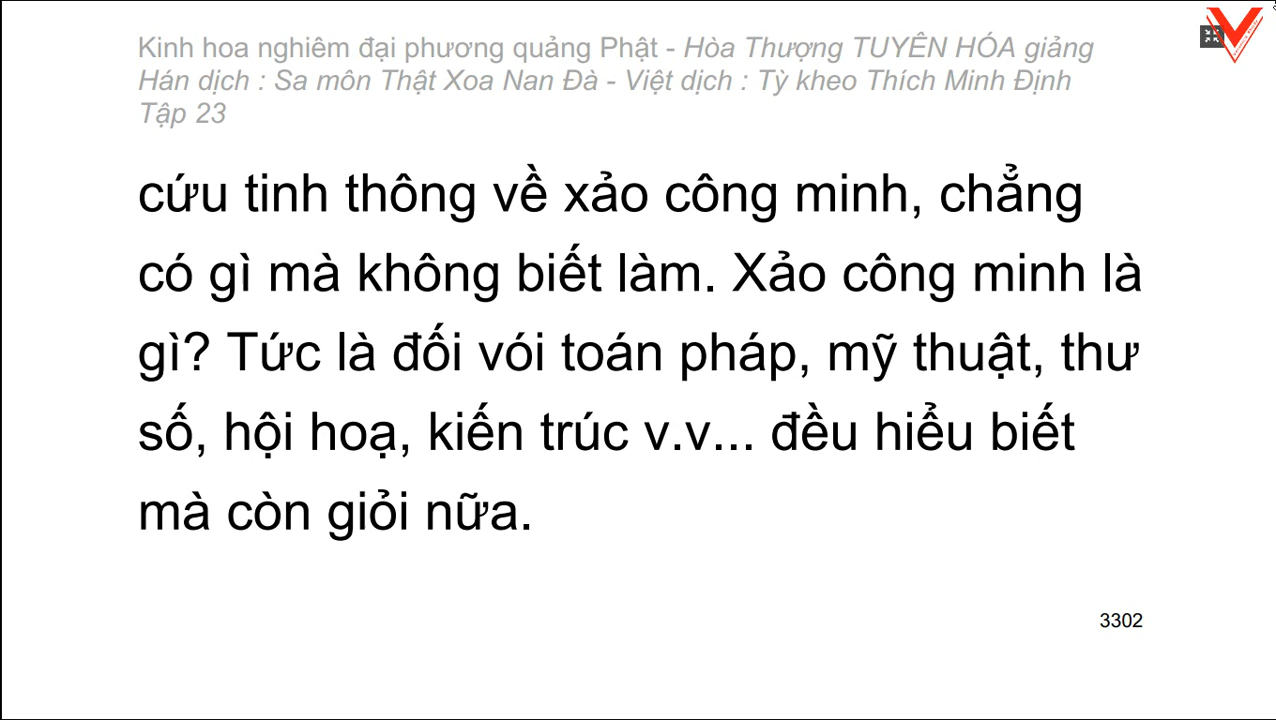 Kinh hoa nghiêm đại phương quảng Phật - Hòa Thượng TUYÊN HÓA giảng
Hán dịch : Sa môn Thật Xoa Nan Đà - Việt dịch : Tỳ kheo Thích Minh Định
Tập 23
cứu tinh thông về xảo công minh, chẳng
có gì mà không biết làm. Xảo công minh là
gì? Tức là đối vói toán pháp, mỹ thuật, thư
số, hội hoạ, kiến trúc v.v... đều hiểu biết
mà còn giỏi nữa.
3302